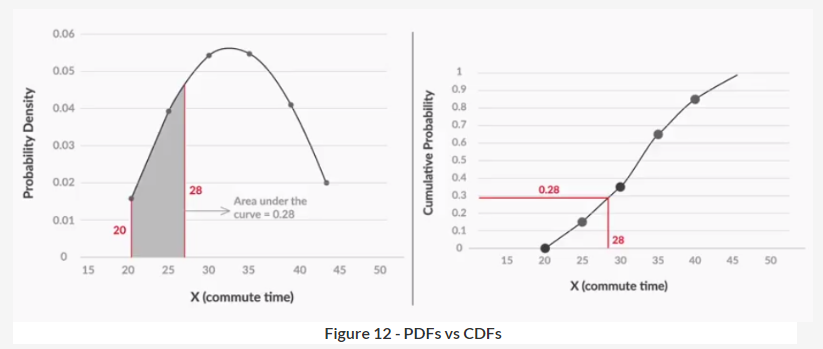 0.06
0.05
0.04
0.03
0.02
0.01
0
Probability Density
20
28
Area under the
curve = 0.28
15 20 25 30 35 40 45 50
X (commute time)
1
0.9
0.8
0.7
0.6
0.5
0.4
0.3
0.2
0.1
0
Cumulative Probability
0.28
28
15 20 25 30 35 40 45 50
X (commute time)
Figure 12 - PDFs vs CDFs